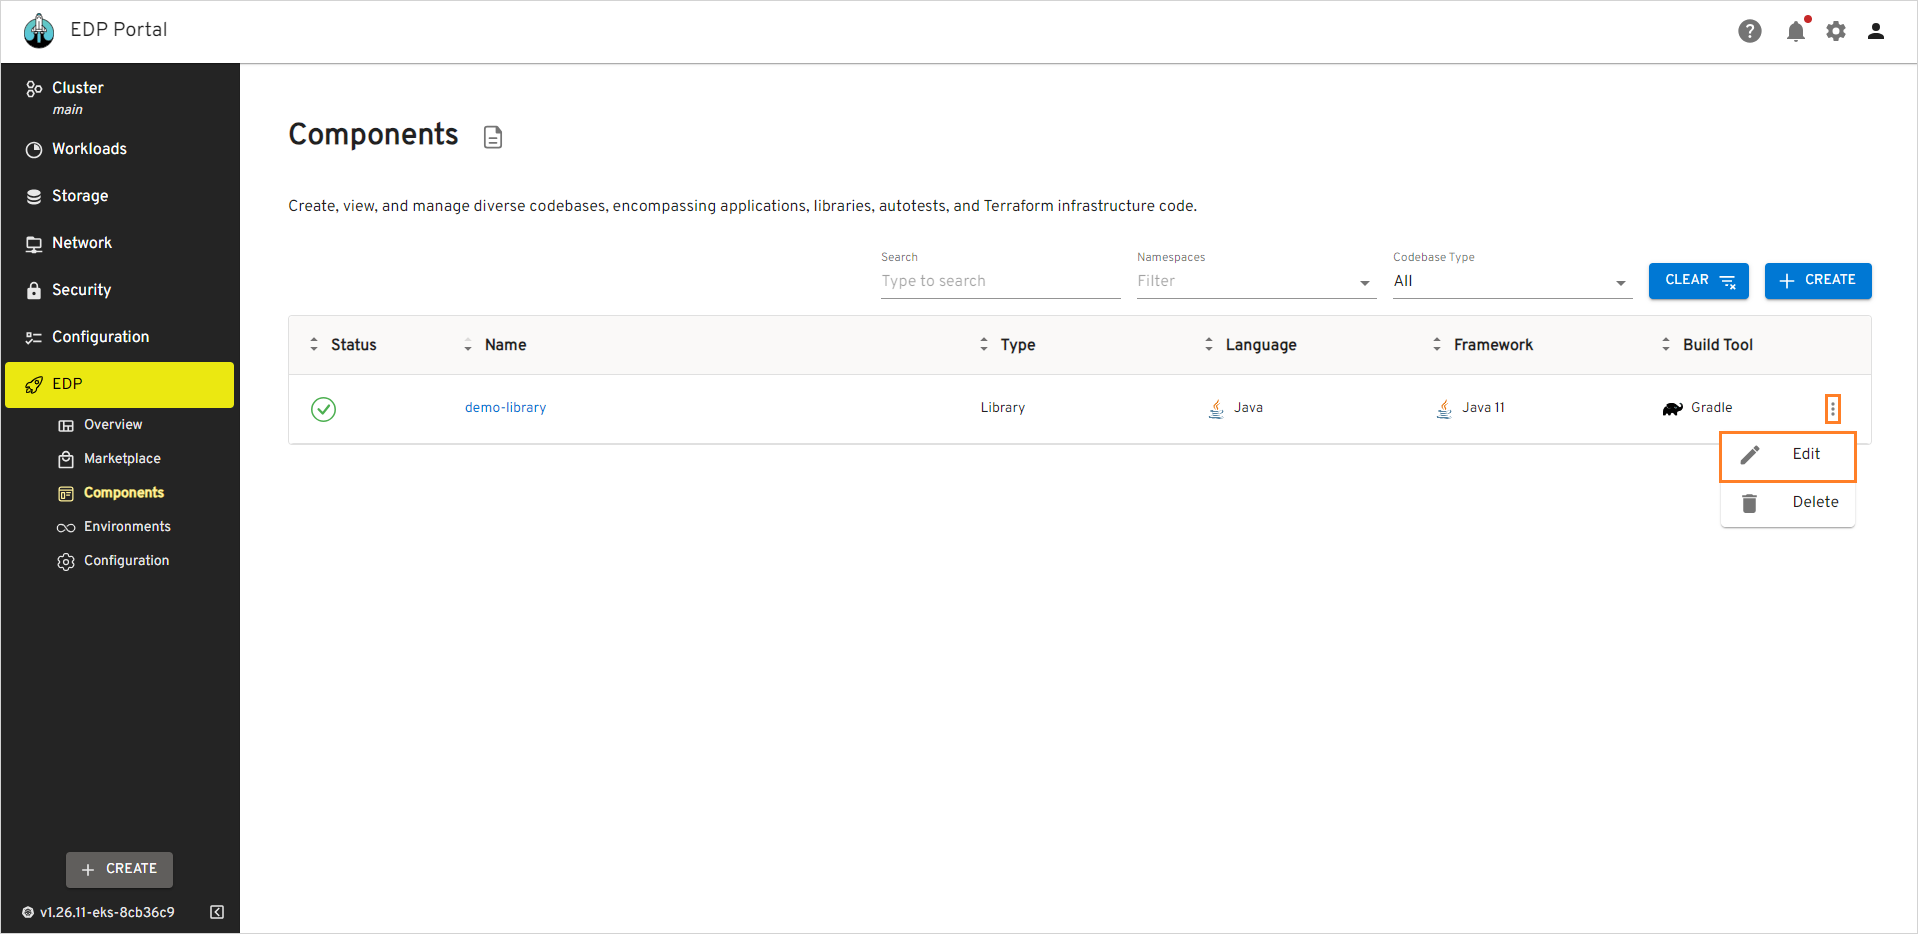 EDP Portal
Cluster
main
Workloads
Storage
Network
Security
Configuration
EDP
Overview
Marketplace
Components
Environments
Configuration
CREATE
v1.26.11-eks-8cb36c9
Components
Create, view, and manage diverse codebases, encompassing applications, libraries, autotests, and Terraform infrastructure code.
Search
Type to search
Namespaces
Filter
Codebase Type
All
CLEAR
CREATE
Status Name Type Language Framework Build Tool
demo-library Library Java Java 11 Gradle
Edit
Delete